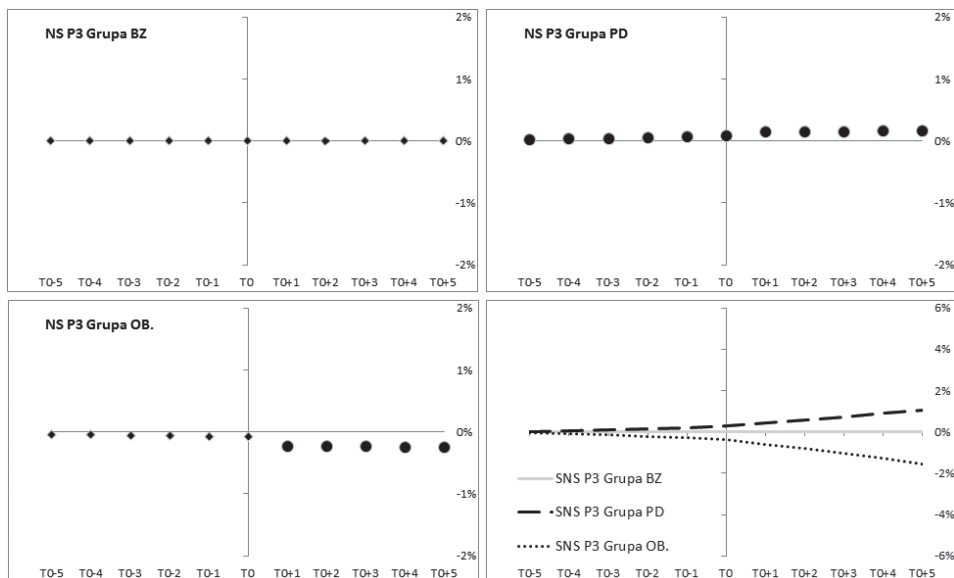 NS P3 Grupa BZ
2%
1%
0%
-1%
-2%
T0-5 T0-4 T0-3 T0-2 T0-1 T0 T0+1 T0+2 T0+3 T0+4 T0+5
NS P3 Grupa PD
2%
1%
0%
-1%
-2%
T0-5 T0-4 T0-3 T0-2 T0-1 T0 T0+1 T0+2 T0+3 T0+4 T0+5
NS P3 Grupa OB.
2%
1%
0%
-1%
-2%
T0-5 T0-4 T0-3 T0-2 T0-1 T0 T0+1 T0+2 T0+3 T0+4 T0+5
6%
4%
2%
0%
-2%
-4%
-6%
SNS P3 Grupa BZ
SNS P3 Grupa PD
SNS P3 Grupa OB.
T0-5 T0-4 T0-3 T0-2 T0-1 T0 T0+1 T0+2 T0+3 T0+4 T0+5